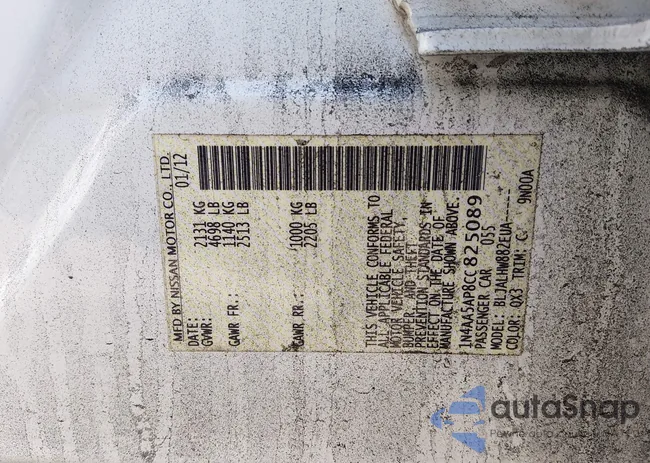 MFD BY NISSAN MOTOR CO., LTD.
DATE: 01/12
GVWR: 2131 KG
4698 LB
GAWR FR: 1140 KG
2513 LB
GAWR RR: 1000 KG
2205 LB
THIS VEHICLE CONFORMS TO
ALL APPLICABLE FEDERAL
MOTOR VEHICLE SAFETY,
BUMPER, AND THEFT
PREVENTION STANDARDS IN
EFFECT ON THE DATE OF
MANUFACTURE SHOWN ABOVE.
1N4AA5AP8CC825089
PASSENGER CAR 055
MODEL: BLJALHWB82EUA-----
COLOR: QX3 TRIM: G 9N00A
autoSnap